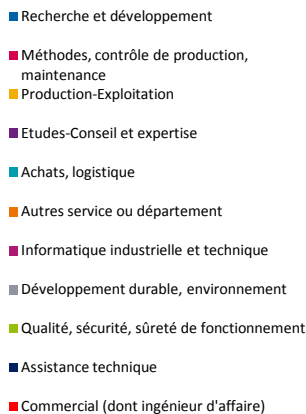 Recherche et développement
Méthodes, contrôle de production,
maintenance
Production-Exploitation
Etudes-Conseil et expertise
Achats, logistique
Autres service ou département
Informatique industrielle et technique
Développement durable, environnement
Qualité, sécurité, sûreté de fonctionnement
Assistance technique
Commercial (dont ingénieur d'affaire)